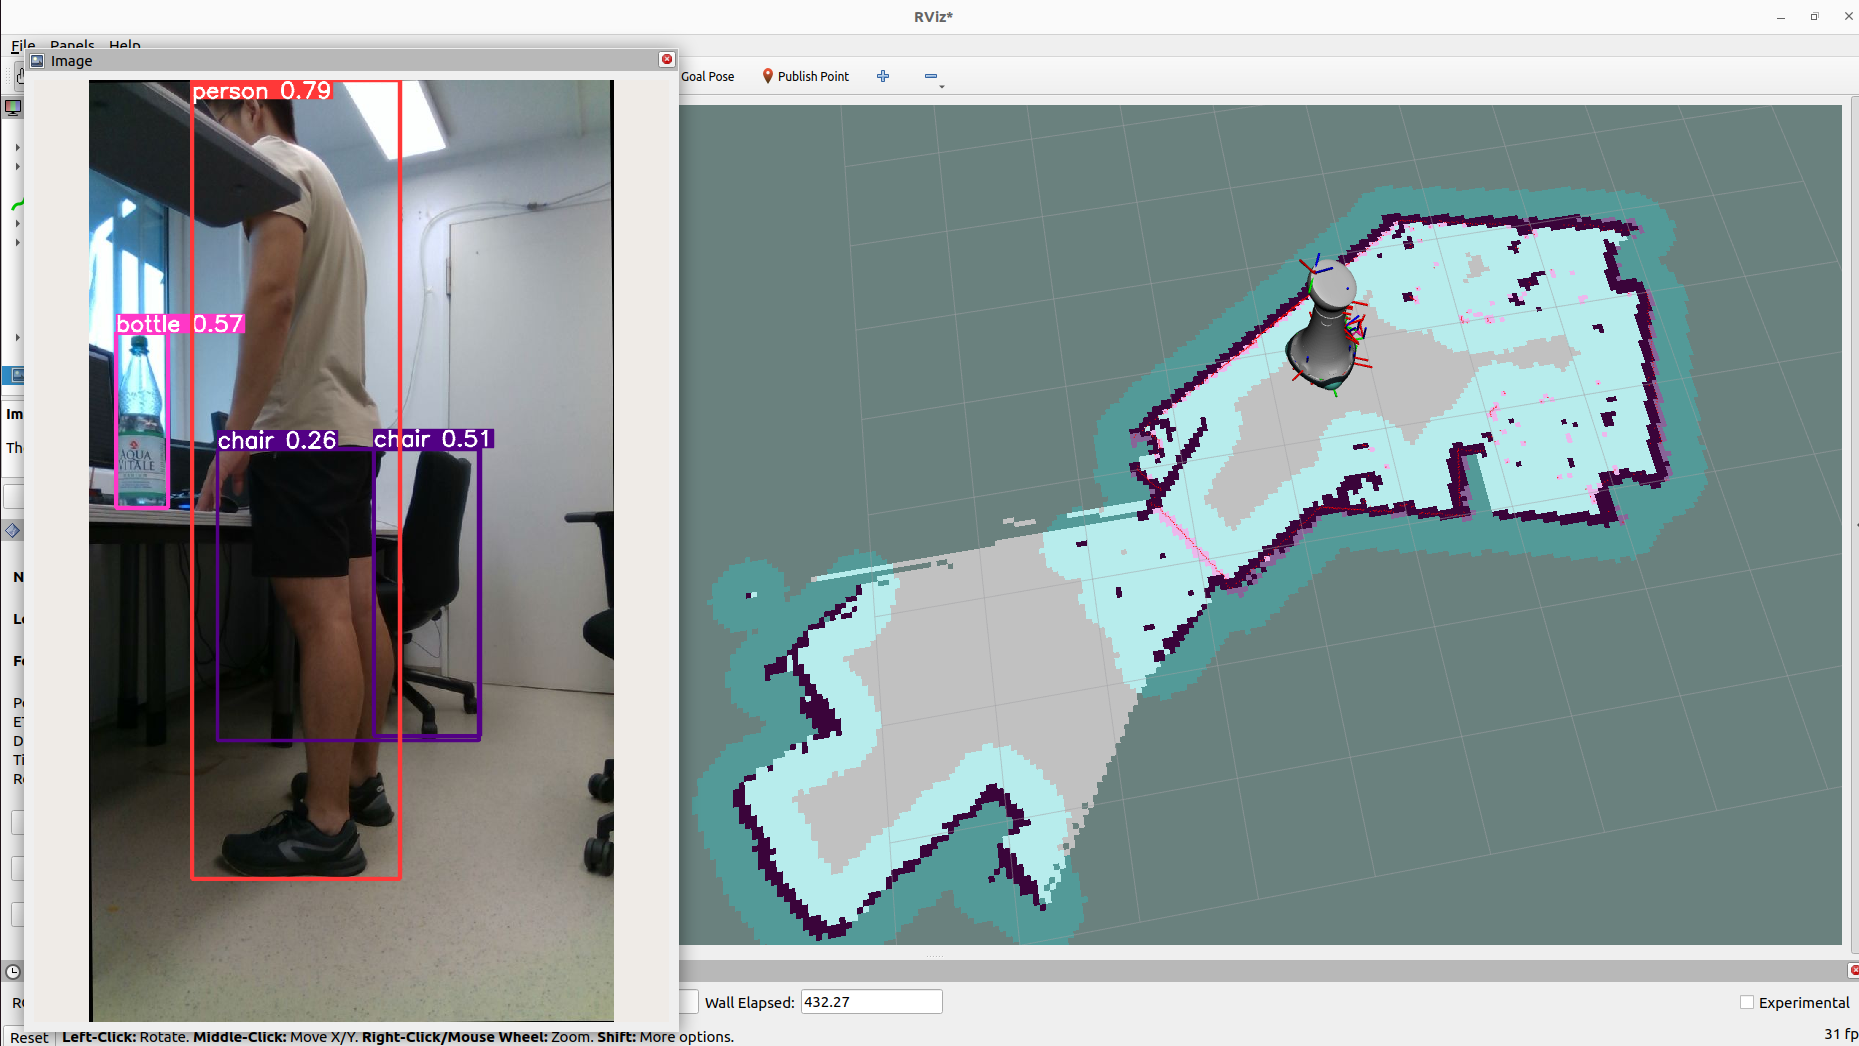 RViz*
File Panels Help
Image
Goal Pose
Publish Point
person 0.79
bottle 0.57
chair 0.26
chair 0.51
AQUA
VITALE
Im
Th
N
L
F
P
ET
D
Ti
R
Wall Elapsed: 432.27
Experimental
Reset
Left-Click: Rotate. Middle-Click: Move X/Y. Right-Click/Mouse Wheel: Zoom. Shift: More options.
31 fp